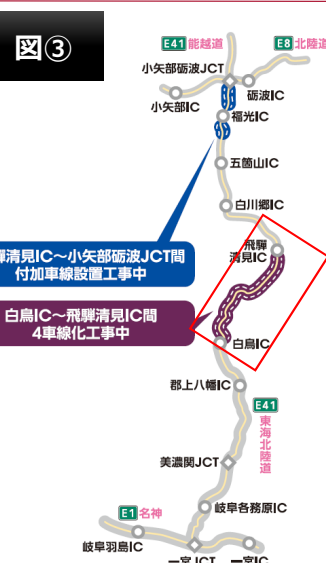 図③
E41 能越道
E8 北陸道
小矢部砺波JCT
小矢部IC
砺波IC
福光IC
五箇山IC
白川郷IC
飛騨
清見IC
騨清見IC～小矢部砺波JCT間
付加車線設置工事中
白鳥IC～飛騨清見IC間
4車線化工事中
白鳥IC
郡上八幡IC
E41
東海北陸道
美濃関JCT
岐阜各務原IC
E1 名神
岐阜羽島IC
一宮JCT
一宮IC